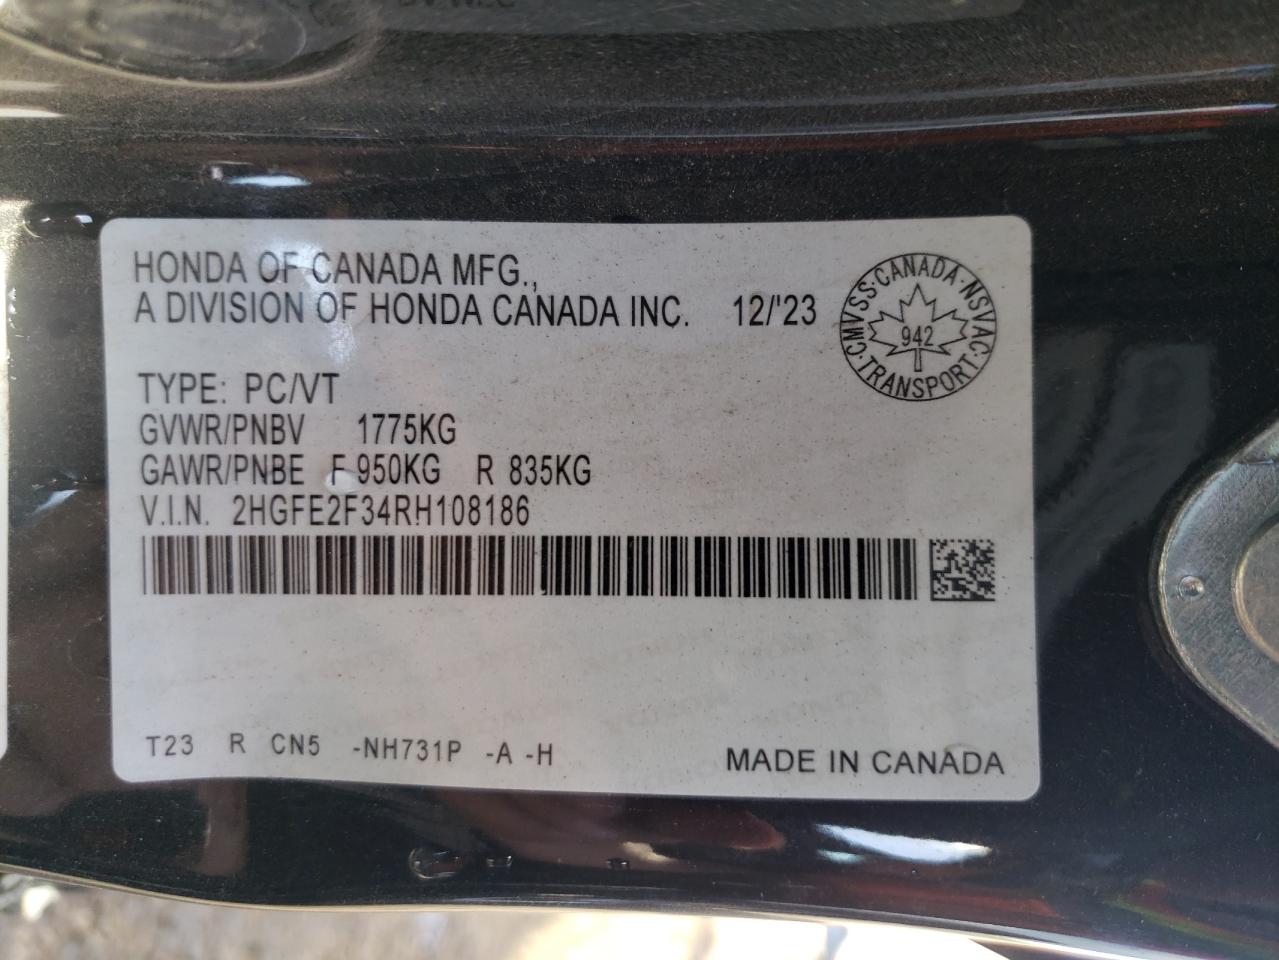 HONDA OF CANADA MFG.,
A DIVISION OF HONDA CANADA INC. 12/'23
CMVSS·CANADA·NSVAC·TRANSPORT·
942
TYPE: PC/VT
GVWR/PNBV 1775KG
GAWR/PNBE F 950KG R 835KG
V.I.N. 2HGFE2F34RH108186
T23 R CN5 -NH731P -A -H
MADE IN CANADA